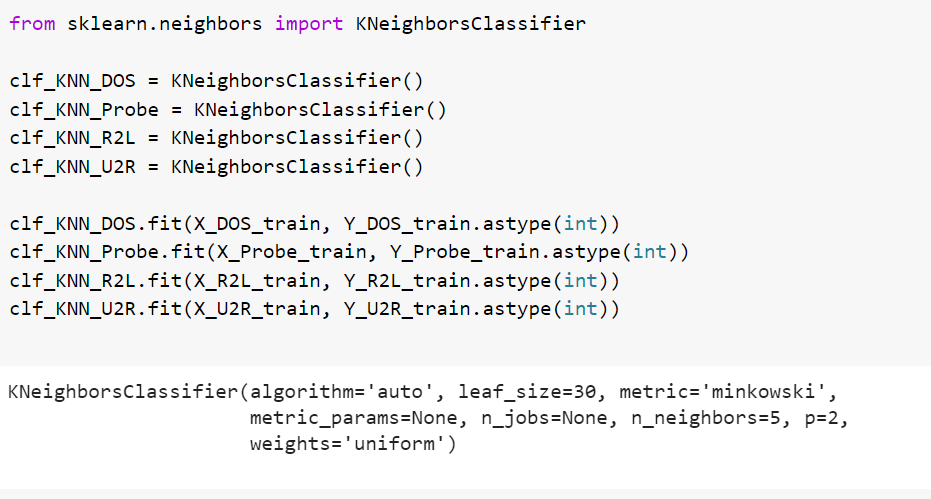 from sklearn.neighbors import KNeighborsClassifier
clf_KNN_DOS = KNeighborsClassifier()
clf_KNN_Probe = KNeighborsClassifier()
clf_KNN_R2L = KNeighborsClassifier()
clf_KNN_U2R = KNeighborsClassifier()
clf_KNN_DOS.fit(X_DOS_train, Y_DOS_train.astype(int))
clf_KNN_Probe.fit(X_Probe_train, Y_Probe_train.astype(int))
clf_KNN_R2L.fit(X_R2L_train, Y_R2L_train.astype(int))
clf_KNN_U2R.fit(X_U2R_train, Y_U2R_train.astype(int))
KNeighborsClassifier(algorithm='auto', leaf_size=30, metric='minkowski',
metric_params=None, n_jobs=None, n_neighbors=5, p=2,
weights='uniform')